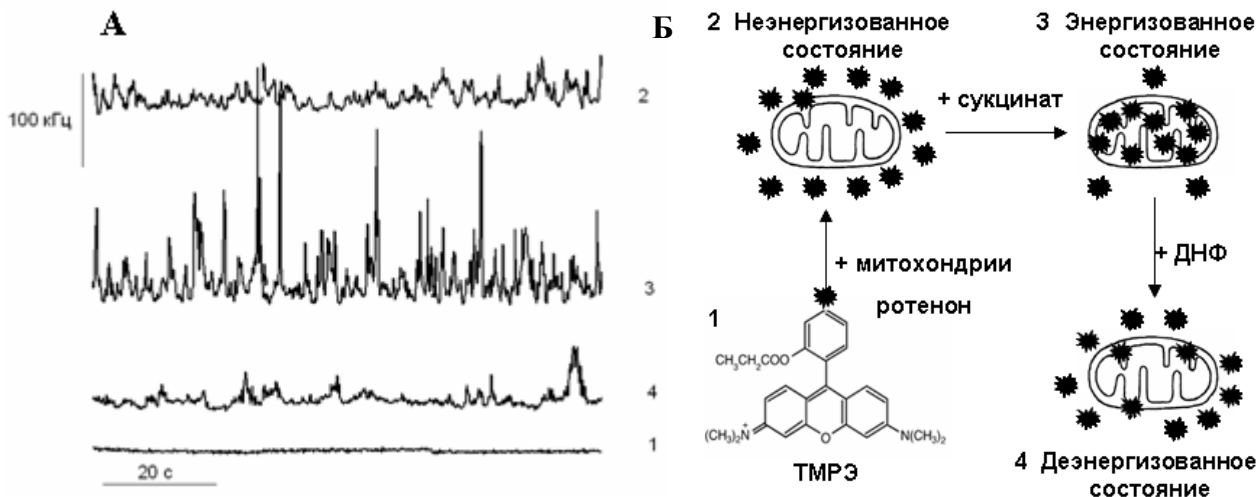 А
100 кГц
2
3
4
1
20 с
Б
2 Неэнергизованное
состояние
3 Энергизованное
состояние
+ сукцинат
+ митохондрии
ротенон
+ ДНФ
1
CH₃CH₂COO
(CH₃)₂N
+
O
N(CH₃)₂
ТМРЭ
4 Деэнергизованное
состояние